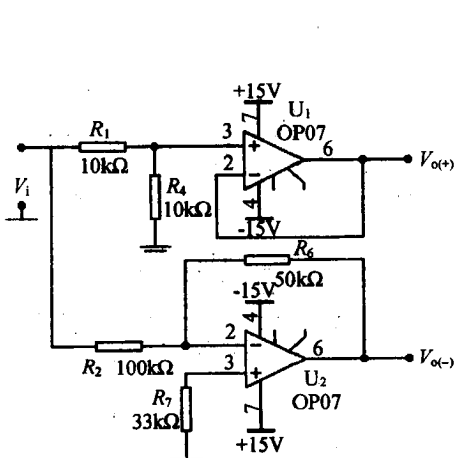 +15V
U1
OP07
R1
7
3
+
6
Vo(+)
10kΩ
2
−
Vi
R4
10kΩ
4
-15V
R6
50kΩ
-15V
4
2
−
6
Vo(−)
R2 100kΩ
3
+
U2
R7
33kΩ
7
OP07
+15V